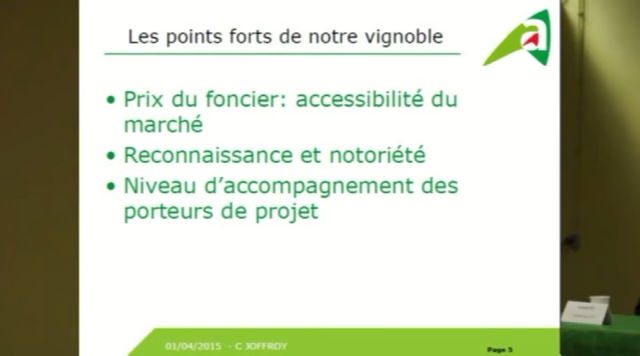 Les points forts de notre vignoble
a
• Prix du foncier: accessibilité du
marché
• Reconnaissance et notoriété
• Niveau d'accompagnement des
porteurs de projet
01/04/2015 - C JOFFROY
Page 5